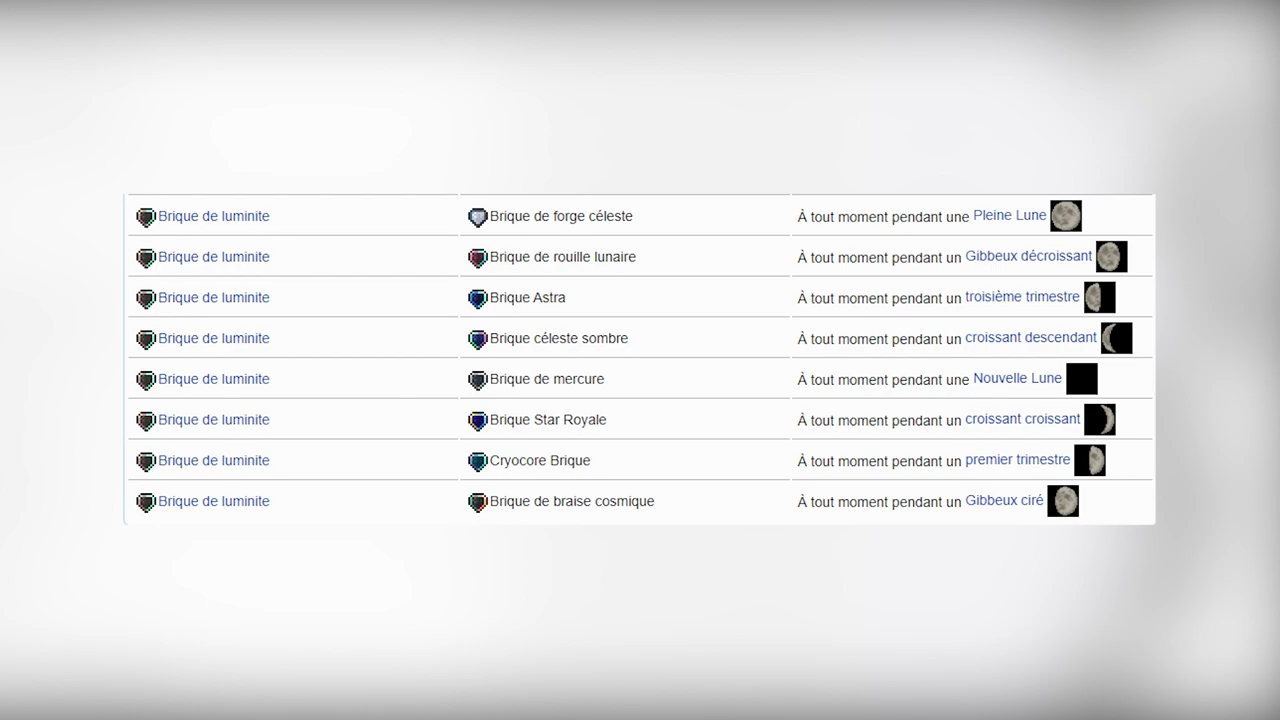 Brique de luminite Brique de forge céleste À tout moment pendant une Pleine Lune
Brique de luminite Brique de rouille lunaire À tout moment pendant un Gibbeux décroissant
Brique de luminite Brique Astra À tout moment pendant un troisième trimestre
Brique de luminite Brique céleste sombre À tout moment pendant un croissant descendant
Brique de luminite Brique de mercure À tout moment pendant une Nouvelle Lune
Brique de luminite Brique Star Royale À tout moment pendant un croissant croissant
Brique de luminite Cryocore Brique À tout moment pendant un premier trimestre
Brique de luminite Brique de braise cosmique À tout moment pendant un Gibbeux ciré